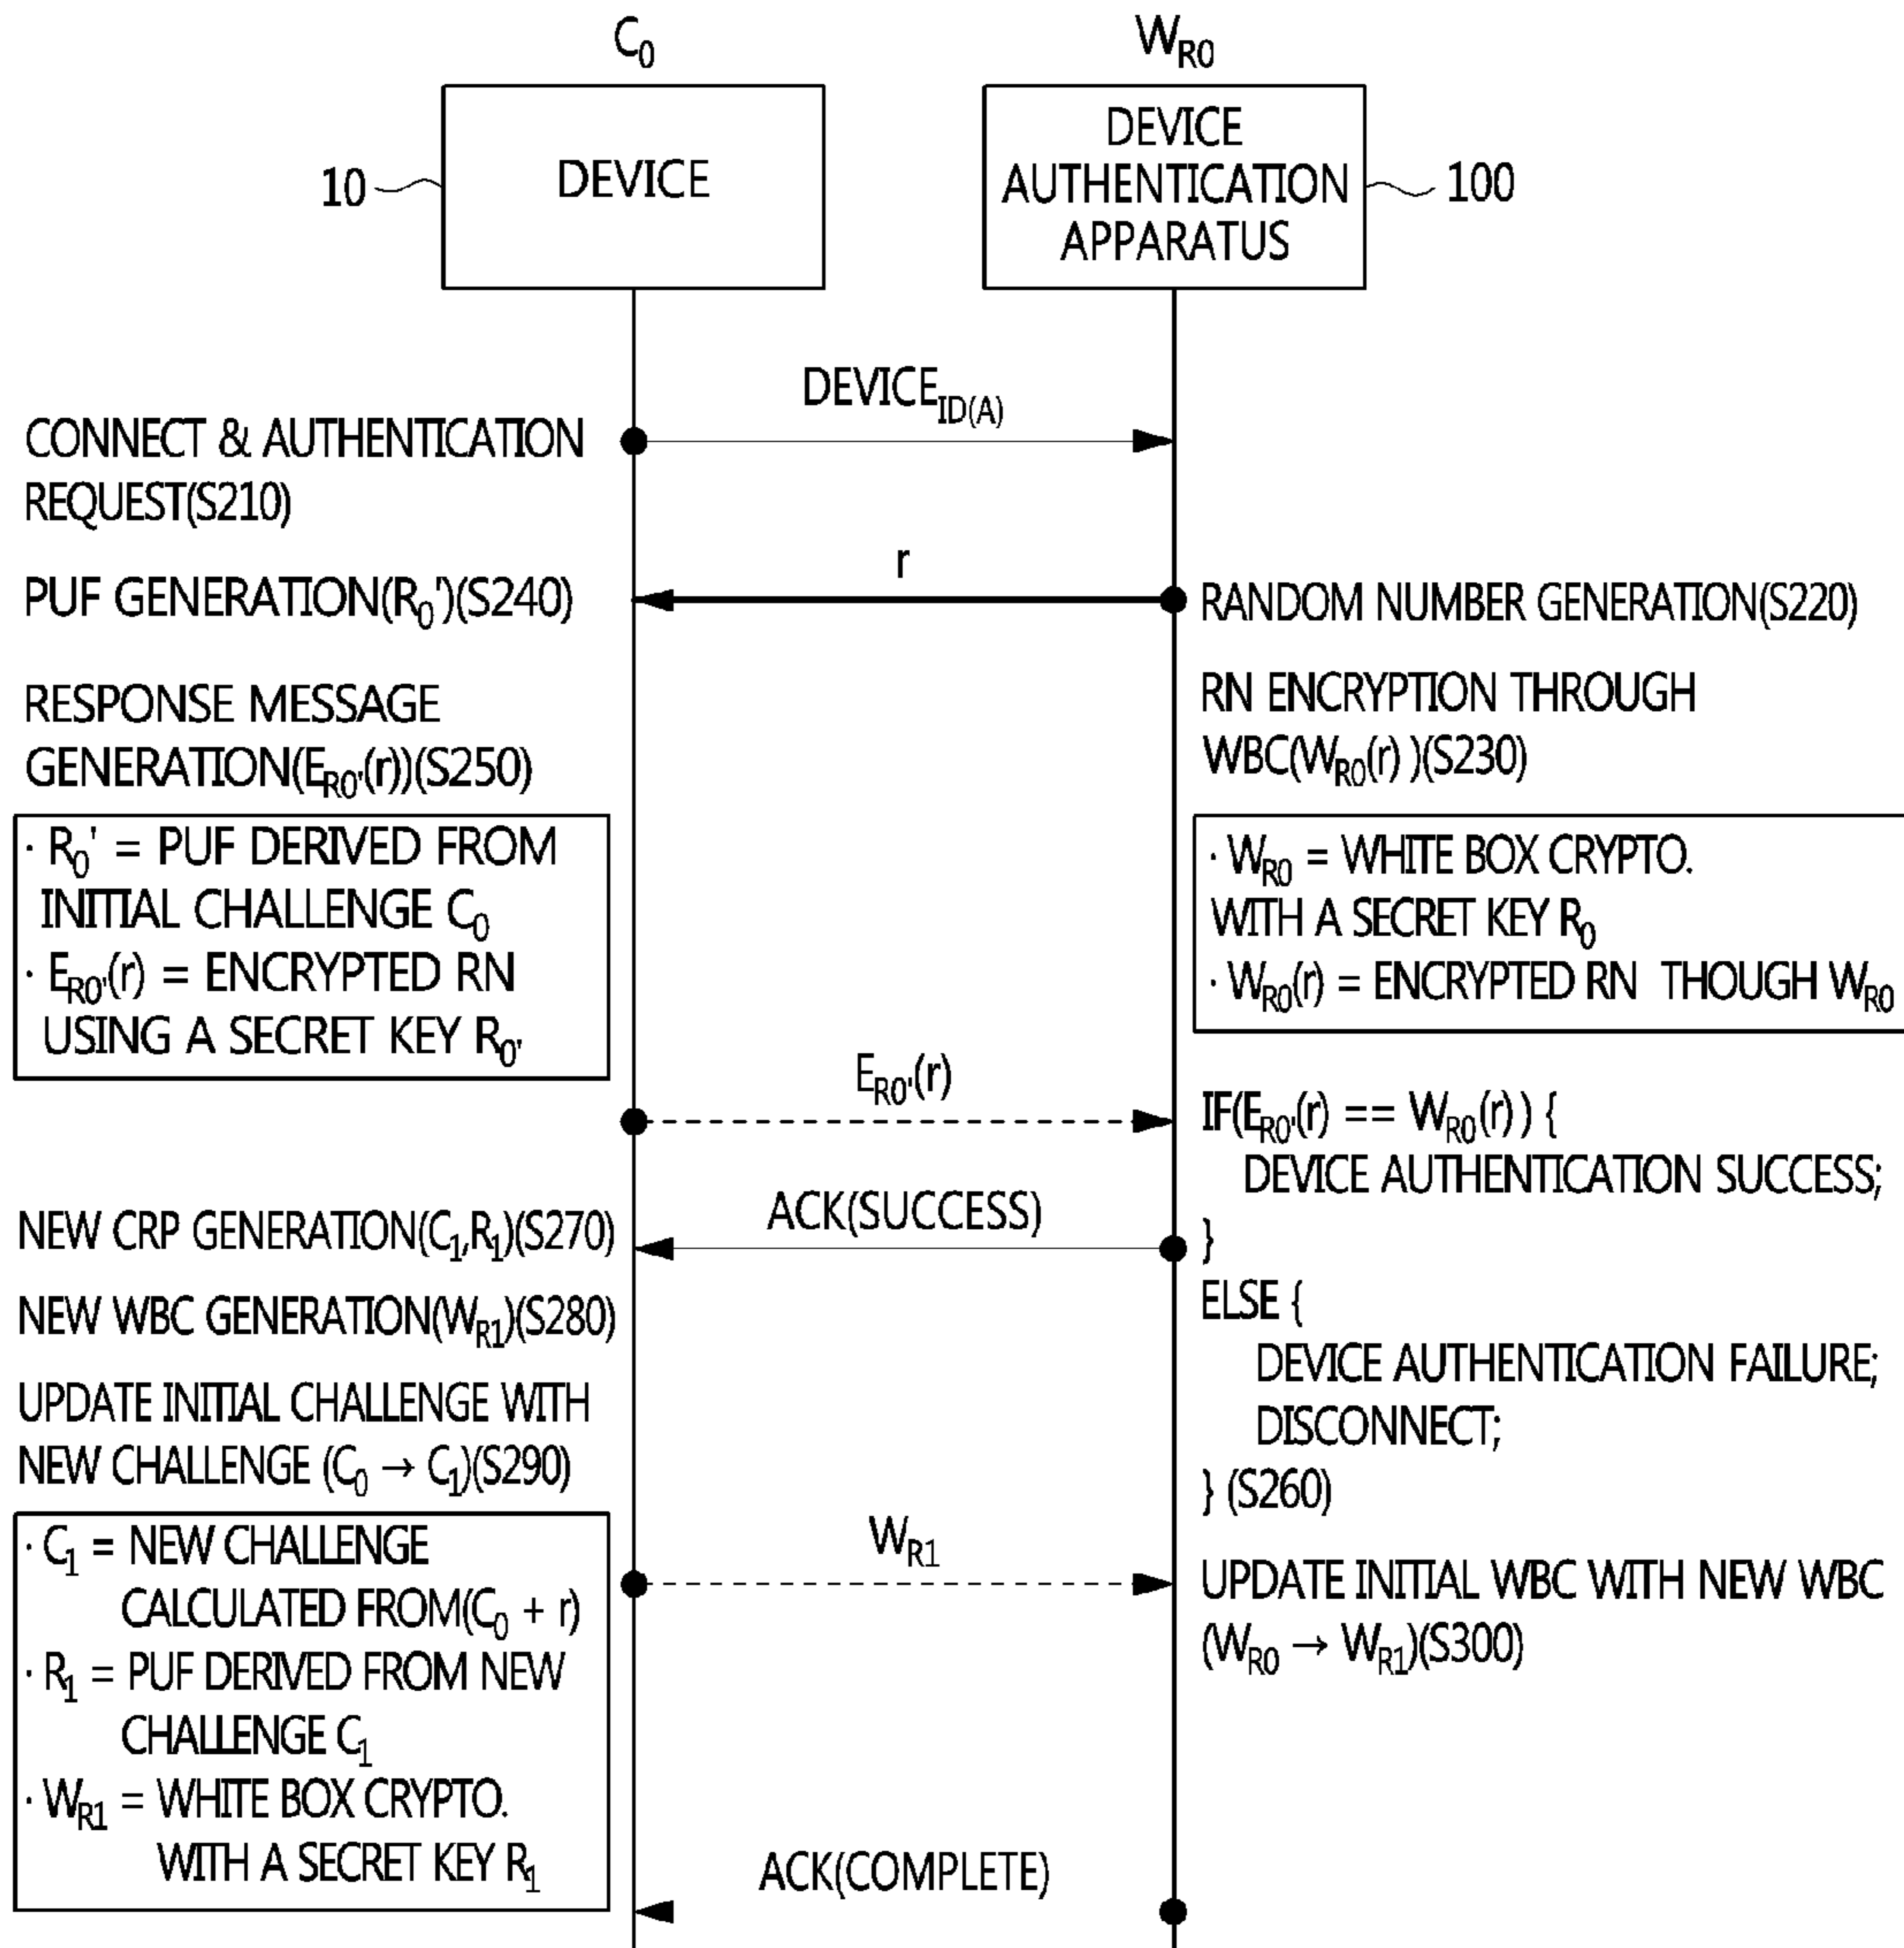 C0
WR0
DEVICE
DEVICE
AUTHENTICATION
APPARATUS
10
100
DEVICEID(A)
CONNECT & AUTHENTICATION
REQUEST(S210)
r
PUF GENERATION(R0')(S240)
RANDOM NUMBER GENERATION(S220)
RESPONSE MESSAGE
GENERATION(ER0'(r))(S250)
RN ENCRYPTION THROUGH
WBC(WR0(r) )(S230)
· R0' = PUF DERIVED FROM
INITIAL CHALLENGE C0
· ER0'(r) = ENCRYPTED RN
USING A SECRET KEY R0'
· WR0 = WHITE BOX CRYPTO.
WITH A SECRET KEY R0
· WR0(r) = ENCRYPTED RN THOUGH WR0
ER0'(r)
IF(ER0'(r) == WR0(r) ) {
DEVICE AUTHENTICATION SUCCESS;
}
ELSE {
DEVICE AUTHENTICATION FAILURE;
DISCONNECT;
} (S260)
ACK(SUCCESS)
NEW CRP GENERATION(C1,R1)(S270)
NEW WBC GENERATION(WR1)(S280)
UPDATE INITIAL CHALLENGE WITH
NEW CHALLENGE (C0 → C1)(S290)
· C1 = NEW CHALLENGE
CALCULATED FROM(C0 + r)
· R1 = PUF DERIVED FROM NEW
CHALLENGE C1
· WR1 = WHITE BOX CRYPTO.
WITH A SECRET KEY R1
WR1
UPDATE INITIAL WBC WITH NEW WBC
(WR0 → WR1)(S300)
ACK(COMPLETE)